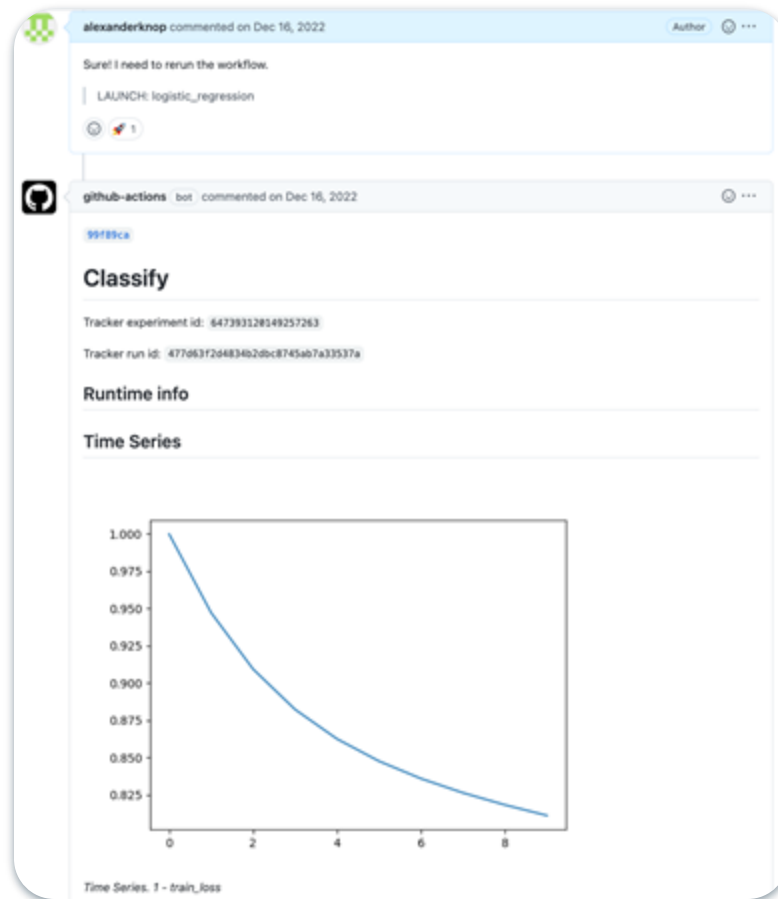 alexanderknop commented on Dec 16, 2022 Author
Sure! I need to rerun the workflow.
LAUNCH: logistic_regression
1
github-actions bot commented on Dec 16, 2022
99f89ca
Classify
Tracker experiment id: 647393120149257263
Tracker run id: 477d63f2d4834b2dbc8745ab7a33537a
Runtime info
Time Series
1.000
0.975
0.950
0.925
0.900
0.875
0.850
0.825
0 2 4 6 8
Time Series. 1 - train_loss